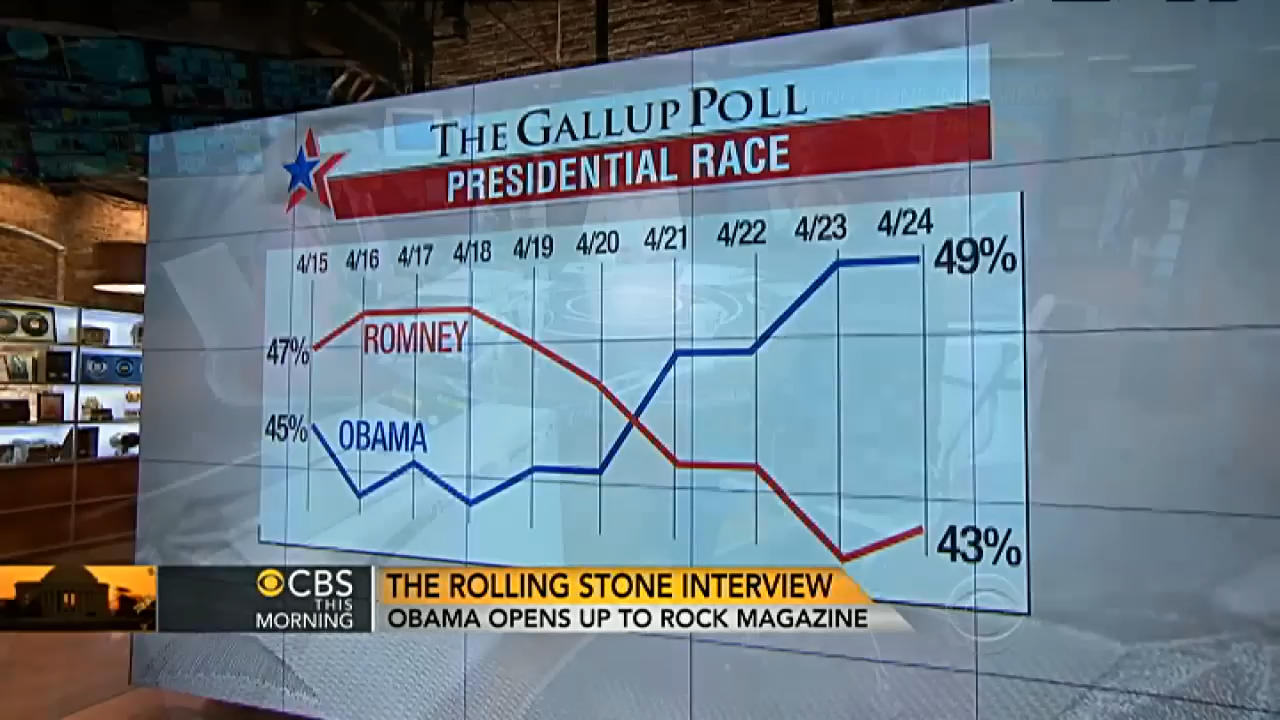 THE GALLUP POLL
PRESIDENTIAL RACE
4/15 4/16 4/17 4/18 4/19 4/20 4/21 4/22 4/23 4/24
49%
ROMNEY
47%
45%
OBAMA
43%
CBS
THIS
MORNING
THE ROLLING STONE INTERVIEW
OBAMA OPENS UP TO ROCK MAGAZINE